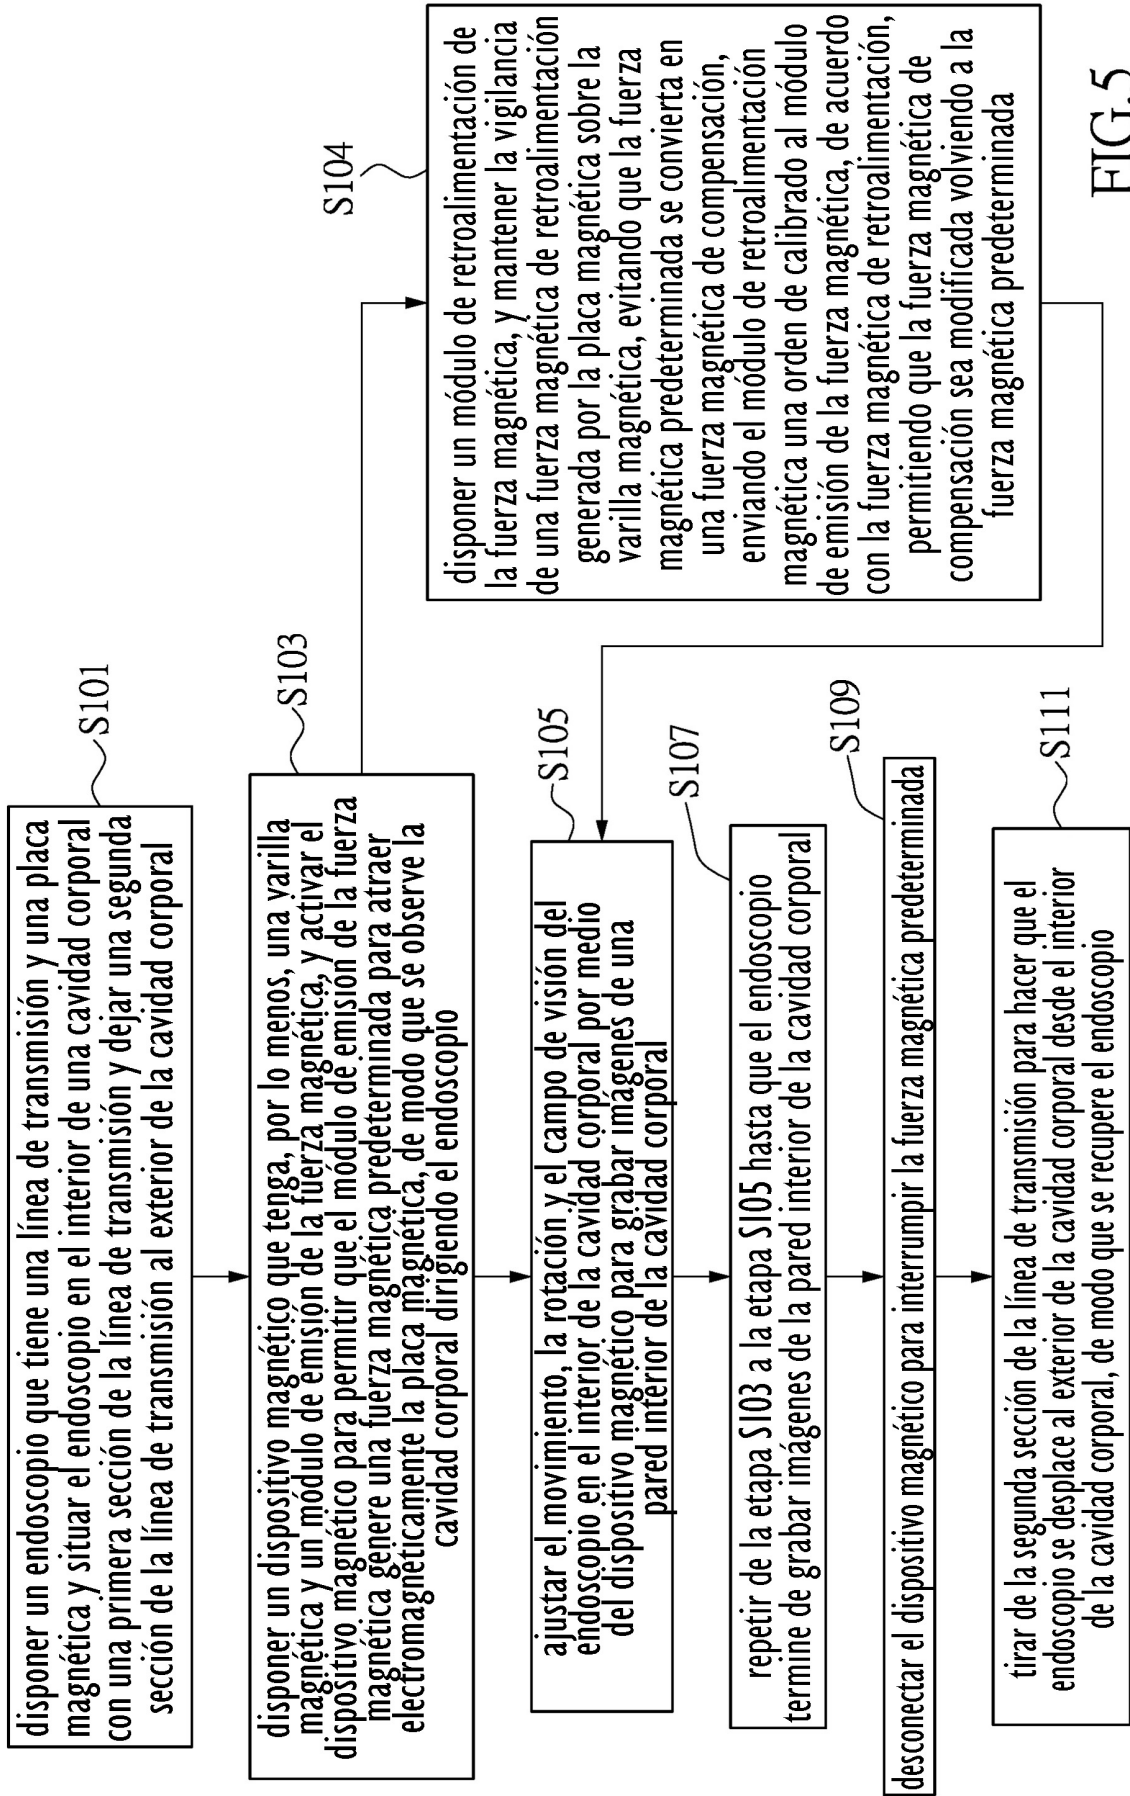 S101
disponer un endoscopio que tiene una línea de transmisión y una placa
magnética y situar el endoscopio en el interior de una cavidad corporal
con una primera sección de la línea de transmisión y dejar una segunda
sección de la línea de transmisión al exterior de la cavidad corporal
S103
disponer un dispositivo magnético que tenga, por lo menos, una varilla
magnética y un módulo de emisión de la fuerza magnética, y activar el
dispositivo magnético para permitir que el módulo de emisión de la fuerza
magnética genere una fuerza magnética predeterminada para atraer
electromagnéticamente la placa magnética, de modo que se observe la
cavidad corporal dirigiendo el endoscopio
S104
disponer un módulo de retroalimentación de
la fuerza magnética, y mantener la vigilancia
de una fuerza magnética de retroalimentación
generada por la placa magnética sobre la
varilla magnética, evitando que la fuerza
magnética predeterminada se convierta en
una fuerza magnética de compensación,
enviando el módulo de retroalimentación
magnética una orden de calibrado al módulo
de emisión de la fuerza magnética, de acuerdo
con la fuerza magnética de retroalimentación,
permitiendo que la fuerza magnética de
compensación sea modificada volviendo a la
fuerza magnética predeterminada
S105
ajustar el movimiento, la rotación y el campo de visión del
endoscopio en el interior de la cavidad corporal por medio
del dispositivo magnético para grabar imágenes de una
pared interior de la cavidad corporal
S107
repetir de la etapa S103 a la etapa S105 hasta que el endoscopio
termine de grabar imágenes de la pared interior de la cavidad corporal
S109
desconectar el dispositivo magnético para interrumpir la fuerza magnética predeterminada
S111
tirar de la segunda sección de la línea de transmisión para hacer que el
endoscopio se desplace al exterior de la cavidad corporal desde el interior
de la cavidad corporal, de modo que se recupere el endoscopio
FIG.5